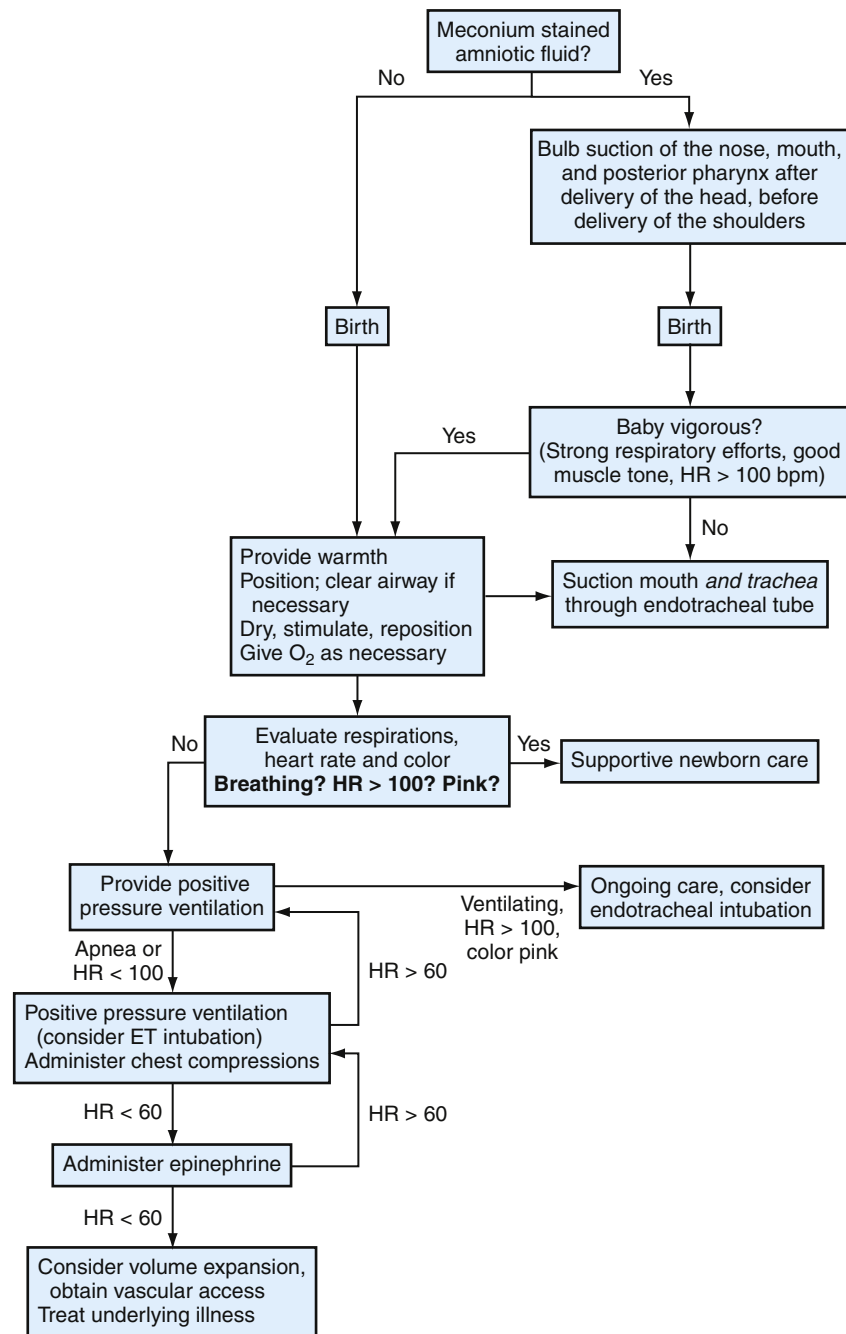 Meconium stained
amniotic fluid?
No
Yes
Bulb suction of the nose, mouth,
and posterior pharynx after
delivery of the head, before
delivery of the shoulders
Birth
Birth
Baby vigorous?
(Strong respiratory efforts, good
muscle tone, HR > 100 bpm)
Yes
No
Provide warmth
Position; clear airway if
necessary
Dry, stimulate, reposition
Give O₂ as necessary
Suction mouth and trachea
through endotracheal tube
Evaluate respirations,
heart rate and color
Breathing? HR > 100? Pink?
No
Yes
Supportive newborn care
Provide positive
pressure ventilation
Ventilating,
HR > 100,
color pink
Ongoing care, consider
endotracheal intubation
Apnea or
HR < 100
HR > 60
Positive pressure ventilation
(consider ET intubation)
Administer chest compressions
HR < 60
HR > 60
Administer epinephrine
HR < 60
Consider volume expansion,
obtain vascular access
Treat underlying illness